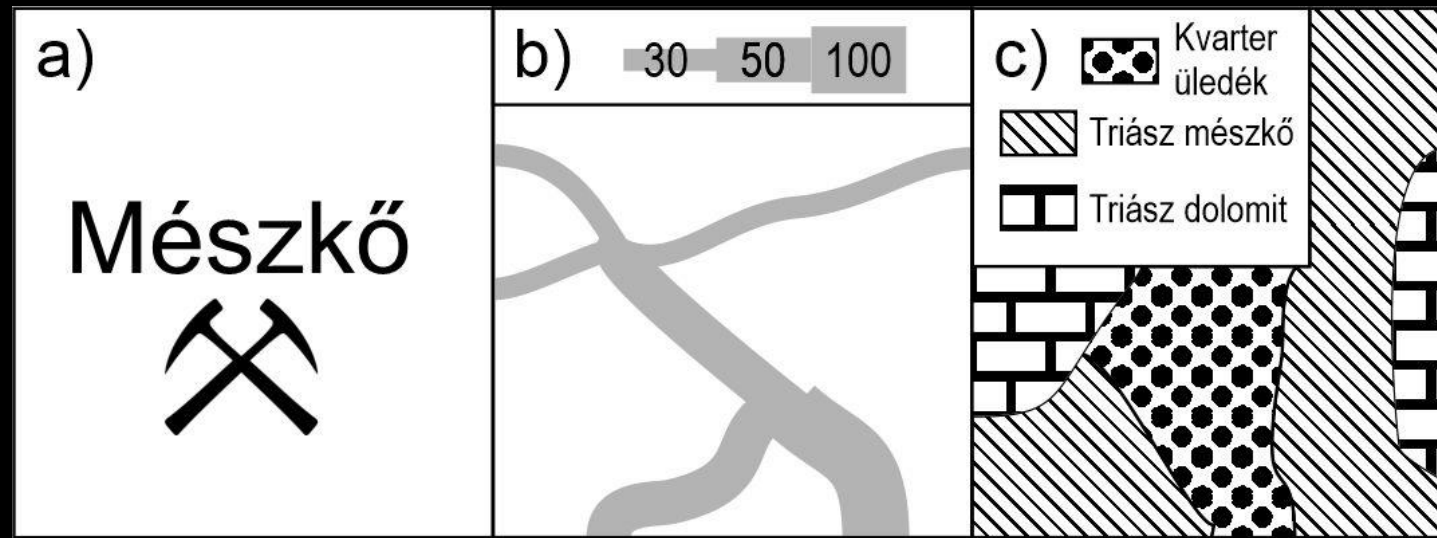 a)
Mészkő
b)
30 50 100
c)
Kvarter
üledék
Triász mészkő
Triász dolomit